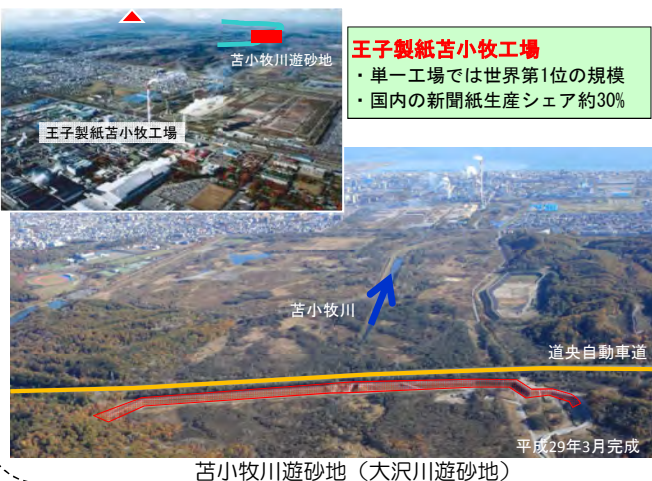 苫小牧川遊砂地
王子製紙苫小牧工場
王子製紙苫小牧工場
・単一工場では世界第1位の規模
・国内の新聞紙生産シェア約30%
苫小牧川
道央自動車道
平成29年3月完成
苫小牧川遊砂地（大沢川遊砂地）